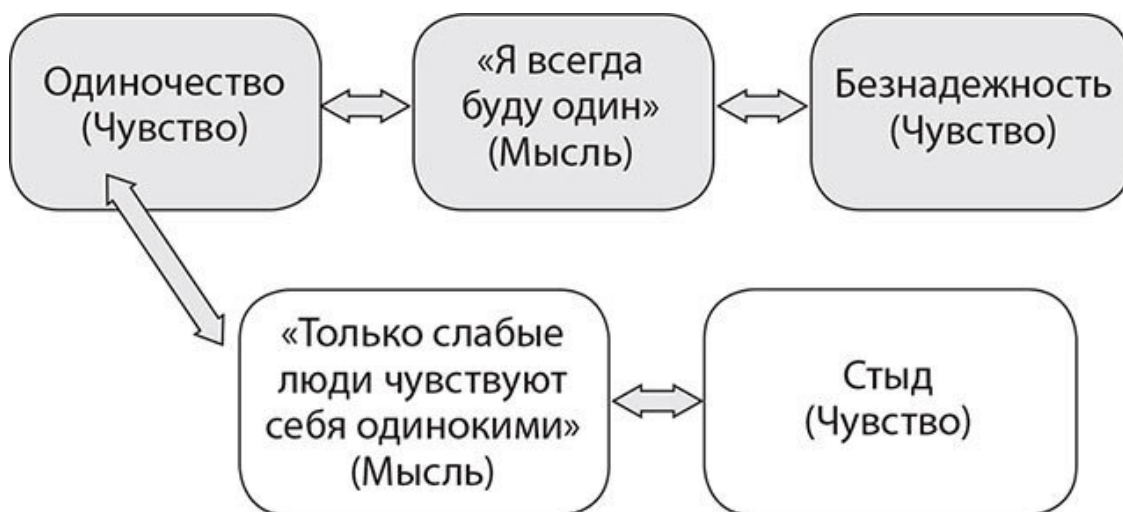 Одиночество
(Чувство)
«Я всегда
буду один»
(Мысль)
Безнадежность
(Чувство)
«Только слабые
люди чувствуют
себя одинокими»
(Мысль)
Стыд
(Чувство)